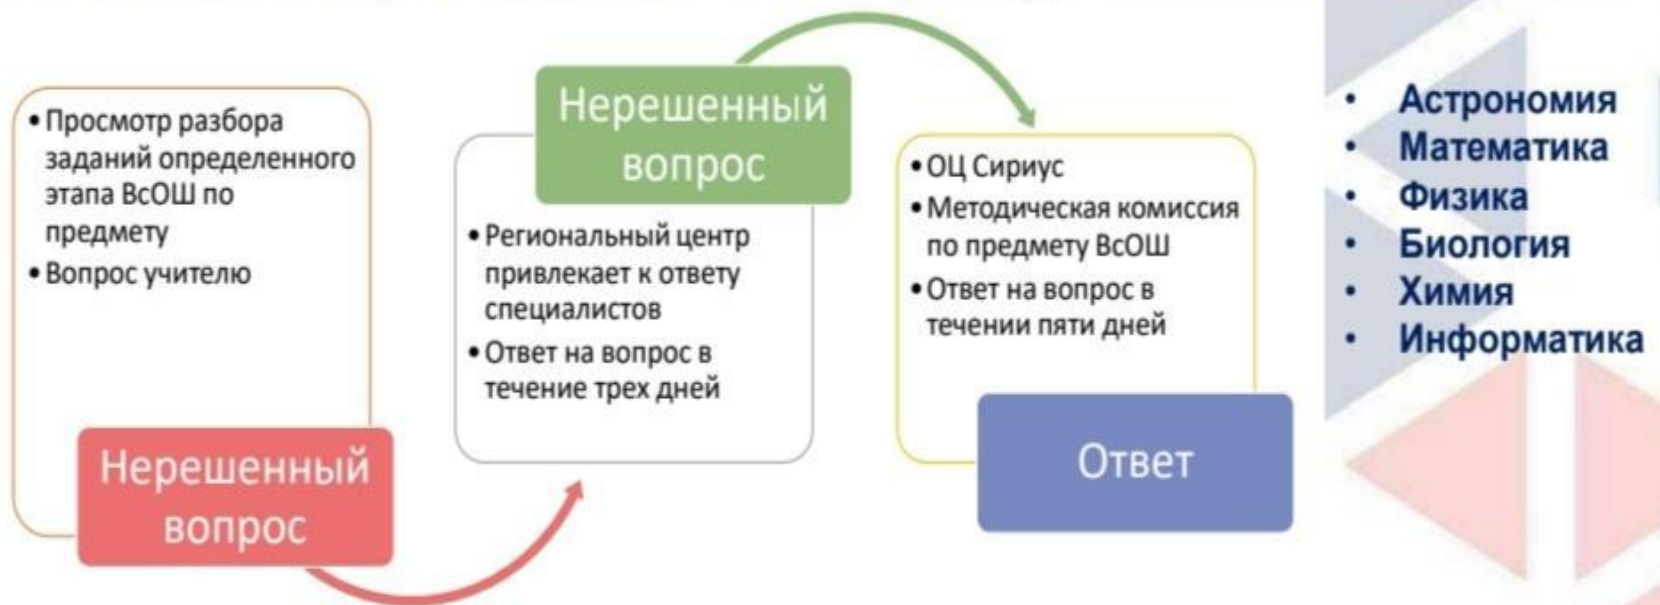 • Просмотр разбора
заданий определенного
этапа ВсОШ по
предмету
• Вопрос учителю
Нерешенный
вопрос
Нерешенный
вопрос
• Региональный центр
привлекает к ответу
специалистов
• Ответ на вопрос в
течение трех дней
• ОЦ Сириус
• Методическая комиссия
по предмету ВсОШ
• Ответ на вопрос в
течении пяти дней
Ответ
• Астрономия
• Математика
• Физика
• Биология
• Химия
• Информатика